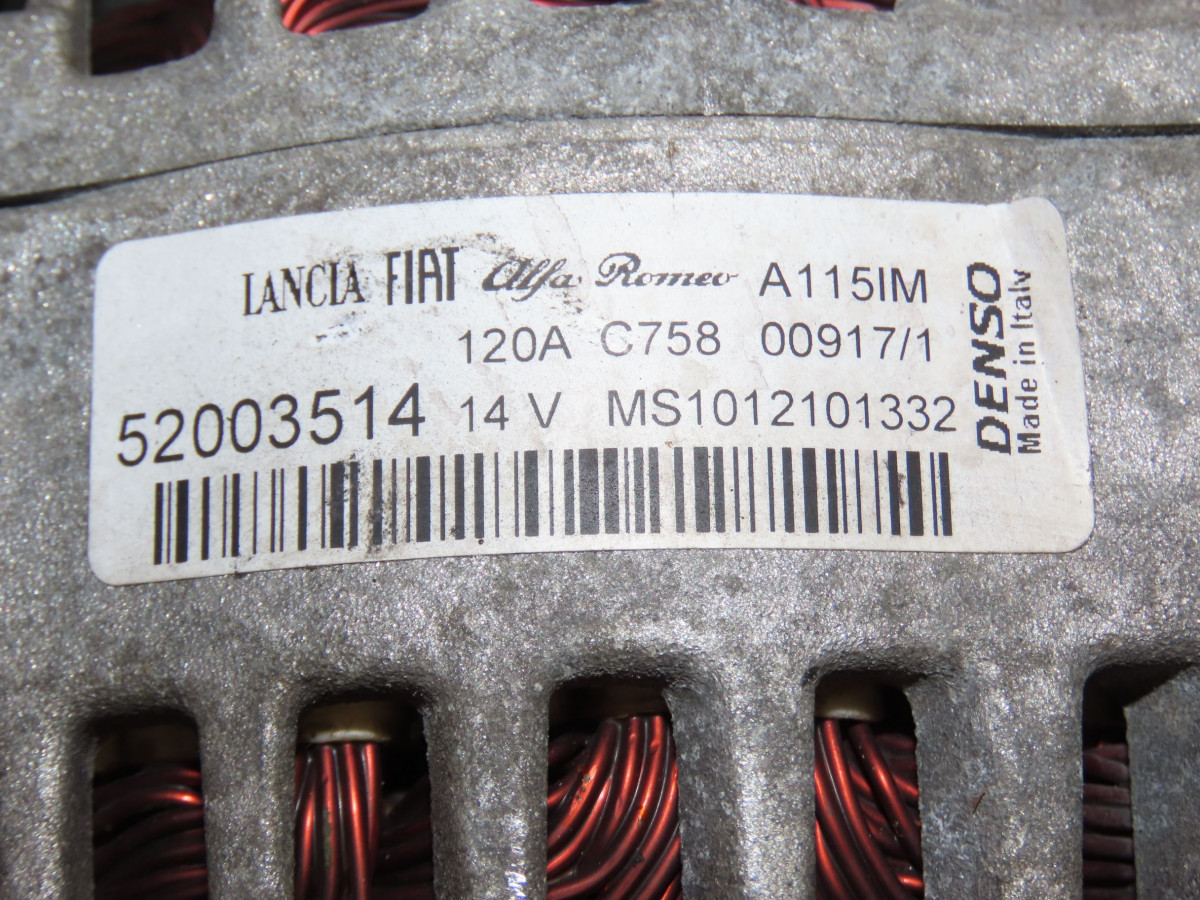 LANCIA FIAT Alfa Romeo A115IM
120A C758 00917/1
52003514 14 V MS1012101332
DENSO
Made in Italy